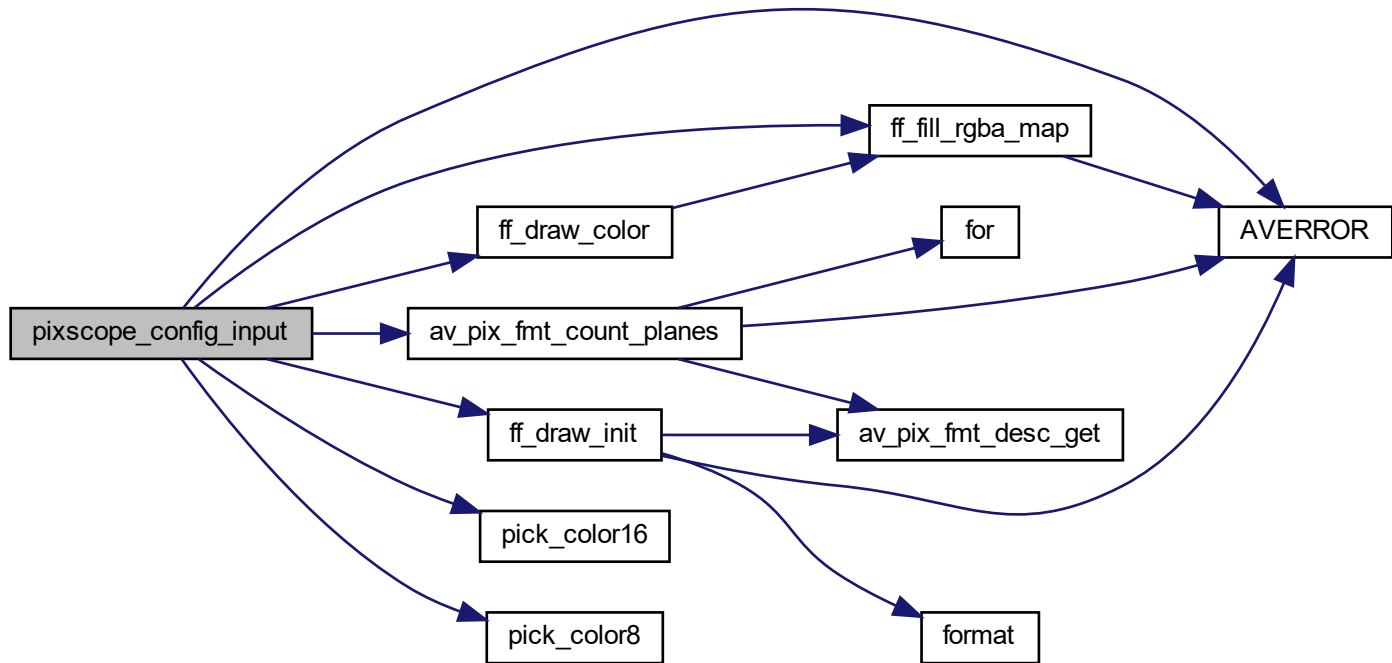 ff_fill_rgba_map
ff_draw_color
for
AVERROR
pixscope_config_input
av_pix_fmt_count_planes
ff_draw_init
av_pix_fmt_desc_get
pick_color16
pick_color8
format